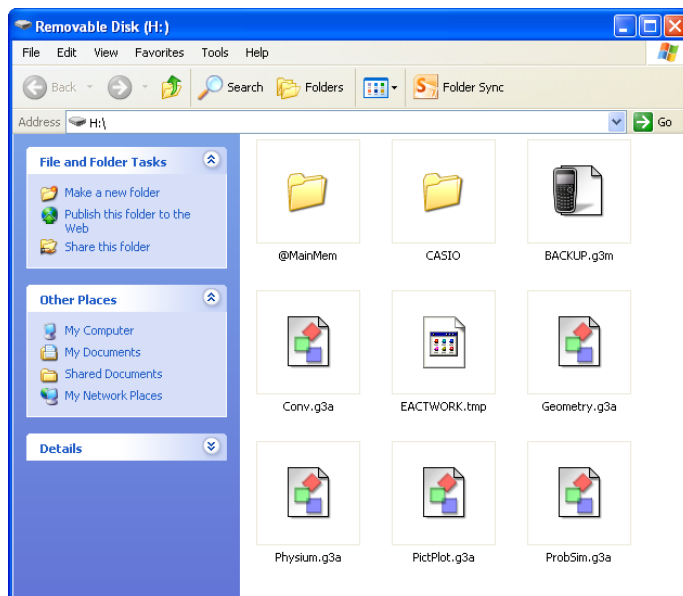 Removable Disk (H:)
File Edit View Favorites Tools Help
Back Search Folders Folder Sync
Address H:\ Go
File and Folder Tasks
Make a new folder
Publish this folder to the
Web
Share this folder
Other Places
My Computer
My Documents
Shared Documents
My Network Places
Details
@MainMem CASIO BACKUP.g3m
Conv.g3a EACTWORK.tmp Geometry.g3a
Physium.g3a PictPlot.g3a ProbSim.g3a